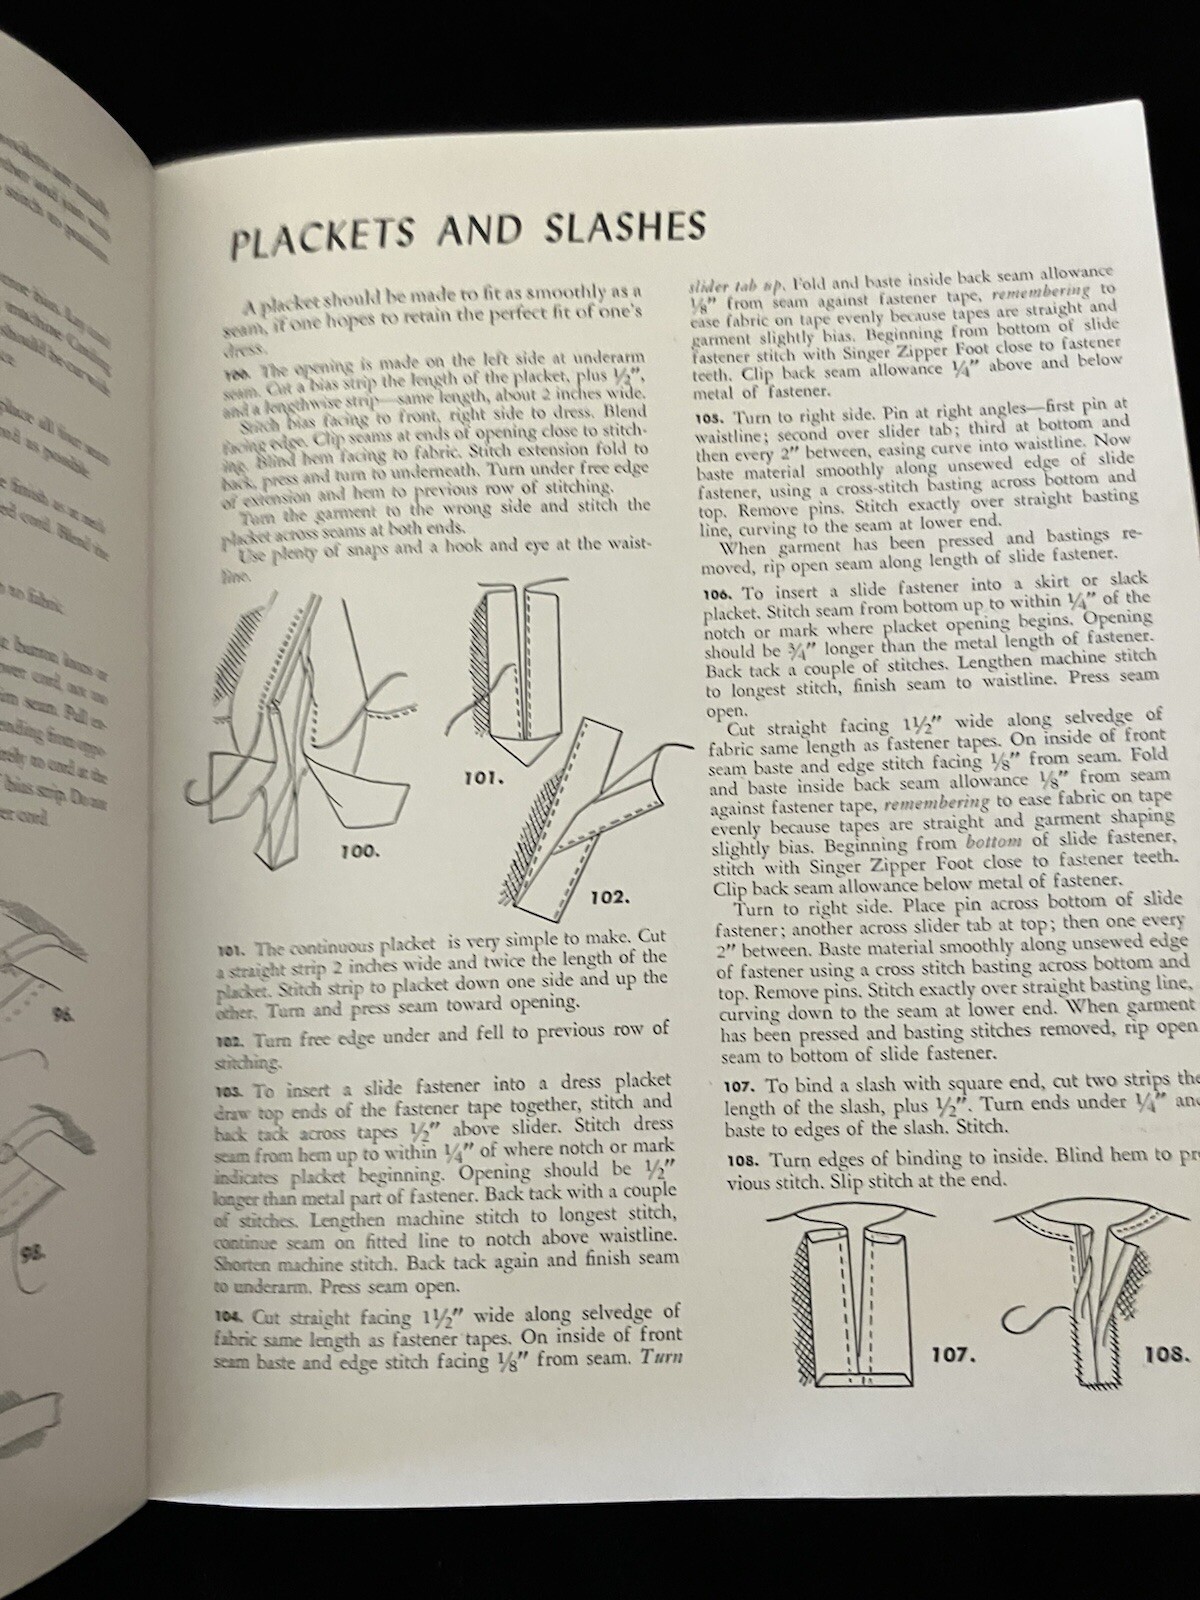 PLACKETS AND SLASHES
A placket should be made to fit as smoothly as a
seam, if one hopes to retain the perfect fit of one's
dress.
100. The opening is made on the left side at underarm
seam. Cut a bias strip the length of the placket, plus ½",
and a lengthwise strip—same length, about 2 inches wide.
Stitch bias facing to front, right side to dress. Blend
facing edge. Clip seams at ends of opening close to stitch-
ing. Blind hem facing to fabric. Stitch extension fold to
back, press and turn to underneath. Turn under free edge
of extension and hem to previous row of stitching.
Turn the garment to the wrong side and stitch the
placket across seams at both ends.
Use plenty of snaps and a hook and eye at the waist-
line.
100.
101.
102.
101. The continuous placket is very simple to make. Cut
a straight strip 2 inches wide and twice the length of the
placket. Stitch strip to placket down one side and up the
other. Turn and press seam toward opening.
102. Turn free edge under and fell to previous row of
stitching.
103. To insert a slide fastener into a dress placket
draw top ends of the fastener tape together, stitch and
back tack across tapes ½" above slider. Stitch dress
seam from hem up to within ¼" of where notch or mark
indicates placket beginning. Opening should be ½"
longer than metal part of fastener. Back tack with a couple
of stitches. Lengthen machine stitch to longest stitch,
continue seam on fitted line to notch above waistline.
Shorten machine stitch. Back tack again and finish seam
to underarm. Press seam open.
104. Cut straight facing 1½" wide along selvedge of
fabric same length as fastener tapes. On inside of front
seam baste and edge stitch facing ⅛" from seam. Turn
slider tab up. Fold and baste inside back seam allowance
⅛" from seam against fastener tape, remembering to
ease fabric on tape evenly because tapes are straight and
garment slightly bias. Beginning from bottom of slide
fastener stitch with Singer Zipper Foot close to fastener
teeth. Clip back seam allowance ¼" above and below
metal of fastener.
105. Turn to right side. Pin at right angles—first pin at
waistline; second over slider tab; third at bottom and
then every 2" between, easing curve into waistline. Now
baste material smoothly along unsewed edge of slide
fastener, using a cross-stitch basting across bottom and
top. Remove pins. Stitch exactly over straight basting
line, curving to the seam at lower end.
When garment has been pressed and bastings re-
moved, rip open seam along length of slide fastener.
106. To insert a slide fastener into a skirt or slack
placket. Stitch seam from bottom up to within ¼" of the
notch or mark where placket opening begins. Opening
should be ¾" longer than the metal length of fastener.
Back tack a couple of stitches. Lengthen machine stitch
to longest stitch, finish seam to waistline. Press seam
open.
Cut straight facing 1½" wide along selvedge of
fabric same length as fastener tapes. On inside of front
seam baste and edge stitch facing ⅛" from seam. Fold
and baste inside back seam allowance ⅛" from seam
against fastener tape, remembering to ease fabric on tape
evenly because tapes are straight and garment shaping
slightly bias. Beginning from bottom of slide fastener,
stitch with Singer Zipper Foot close to fastener teeth.
Clip back seam allowance below metal of fastener.
Turn to right side. Place pin across bottom of slide
fastener; another across slider tab at top; then one every
2" between. Baste material smoothly along unsewed edge
of fastener using a cross stitch basting across bottom and
top. Remove pins. Stitch exactly over straight basting line,
curving down to the seam at lower end. When garment
has been pressed and basting stitches removed, rip open
seam to bottom of slide fastener.
107. To bind a slash with square end, cut two strips the
length of the slash, plus ½". Turn ends under ¼" an
baste to edges of the slash. Stitch.
108. Turn edges of binding to inside. Blind hem to pr
vious stitch. Slip stitch at the end.
107.
108.
96.
98.